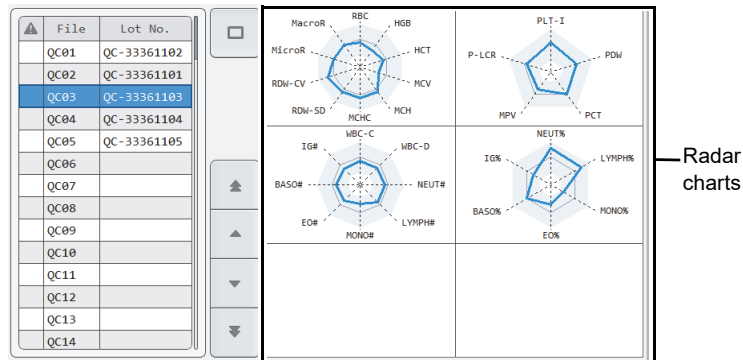 File Lot No.
QC01 QC-33361102
QC02 QC-33361101
QC03 QC-33361103
QC04 QC-33361104
QC05 QC-33361105
QC06
QC07
QC08
QC09
QC10
QC11
QC12
QC13
QC14
RBC
MacroR HGB
MicroR HCT
RDW-CV MCV
RDW-SD MCH
MCHC
PLT-I
P-LCR PDW
MPV PCT
WBC-C
IG# WBC-D
BASO# NEUT#
EO# LYMPH#
MONO#
NEUT%
IG% LYMPH%
BASO% MONO%
EO%
Radar
charts